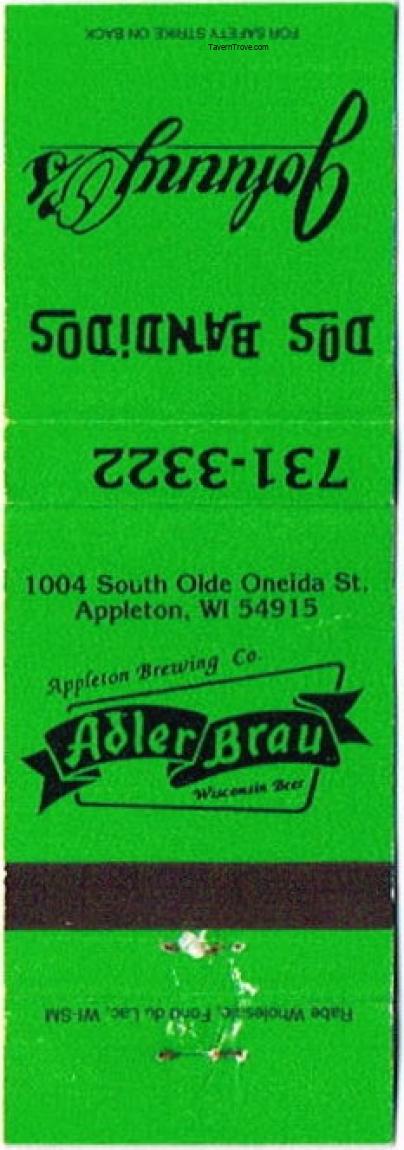 FOR SAFETY STRIKE ON BACK
TavernTrove.com
Johnny O's
DOS BANDiDOS
731-3322
1004 South Olde Oneida St.
Appleton, WI 54915
Appleton Brewing Co.
Adler Brau
Wisconsin Beer
Rabe Wholesale, Fond du Lac, WI-SM